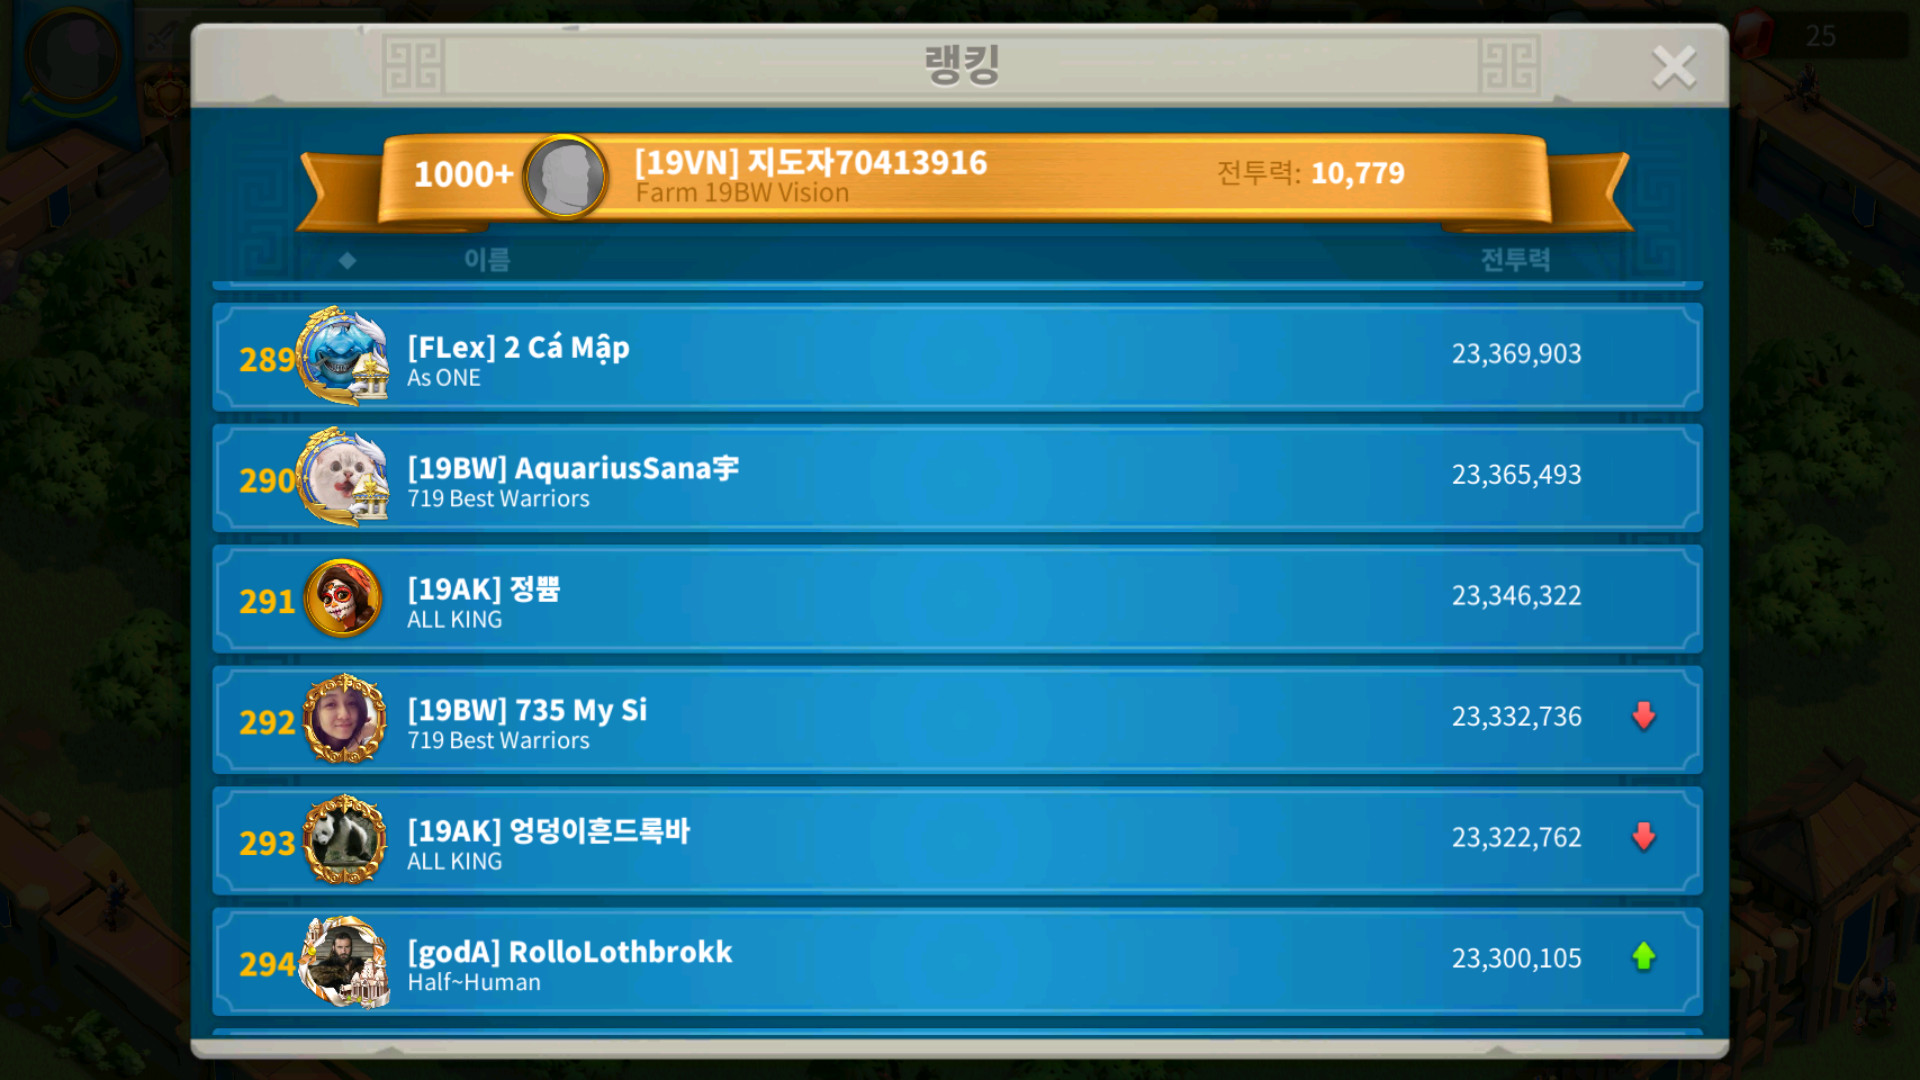 25
랭킹
1000+
[19VN] 지도자70413916
Farm 19BW Vision
전투력: 10,779
이름
전투력
289
[FLex] 2 Cá Mập
As ONE
23,369,903
290
[19BW] AquariusSana宇
719 Best Warriors
23,365,493
291
[19AK] 정쁨
ALL KING
23,346,322
292
[19BW] 735 My Si
719 Best Warriors
23,332,736
293
[19AK] 엉덩이흔드록바
ALL KING
23,322,762
294
[godA] RolloLothbrokk
Half~Human
23,300,105